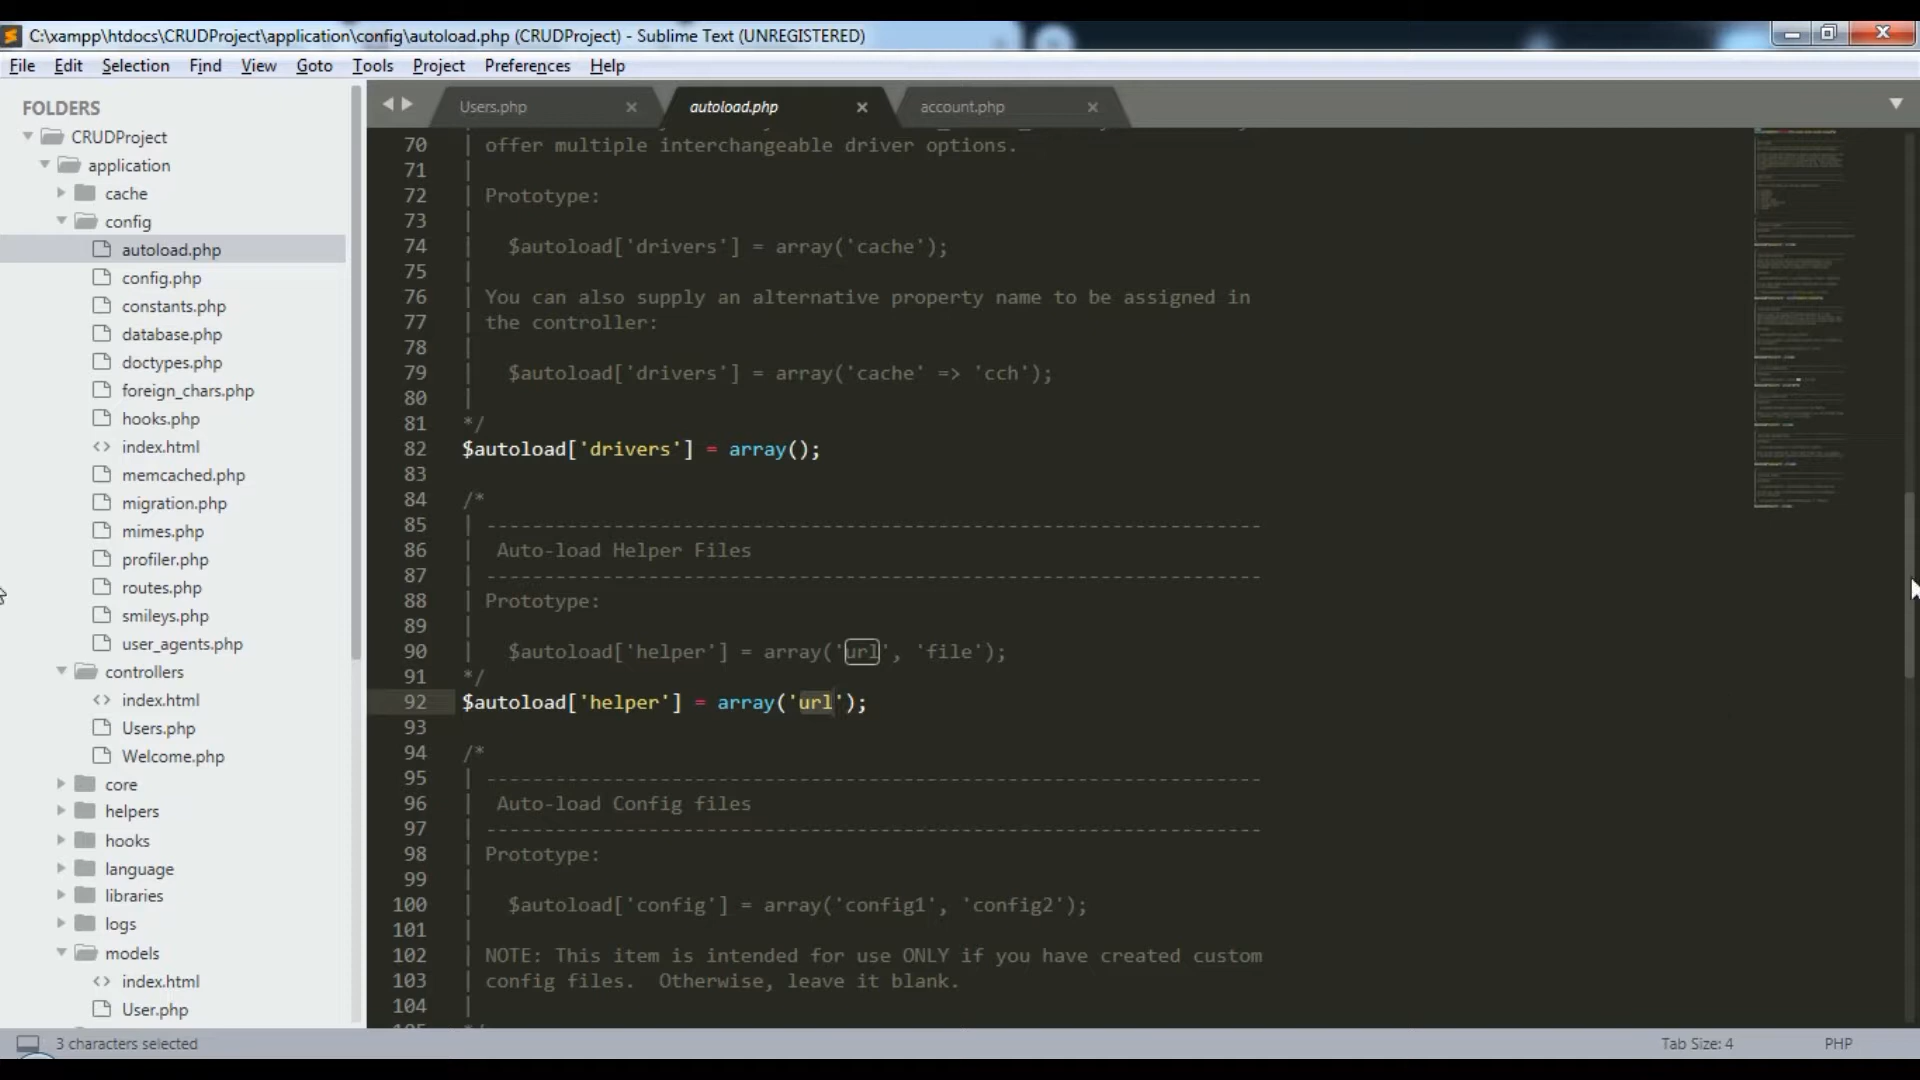 C:\xampp\htdocs\CRUDProject\application\config\autoload.php (CRUDProject) - Sublime Text (UNREGISTERED)
File Edit Selection Find View Goto Tools Project Preferences Help
FOLDERS
CRUDProject
application
cache
config
autoload.php
config.php
constants.php
database.php
doctypes.php
foreign_chars.php
hooks.php
<> index.html
memcached.php
migration.php
mimes.php
profiler.php
routes.php
smileys.php
user_agents.php
controllers
<> index.html
Users.php
Welcome.php
core
helpers
hooks
language
libraries
logs
models
<> index.html
User.php
Users.php × autoload.php × account.php ×
70 | offer multiple interchangeable driver options.
71 |
72 | Prototype:
73 |
74 | $autoload['drivers'] = array('cache');
75 |
76 | You can also supply an alternative property name to be assigned in
77 | the controller:
78 |
79 | $autoload['drivers'] = array('cache' => 'cch');
80 |
81 */
82 $autoload['drivers'] = array();
83
84 /*
85 | -------------------------------------------------------------------
86 | Auto-load Helper Files
87 | -------------------------------------------------------------------
88 | Prototype:
89 |
90 | $autoload['helper'] = array('url', 'file');
91 */
92 $autoload['helper'] = array('url');
93
94 /*
95 | -------------------------------------------------------------------
96 | Auto-load Config files
97 | -------------------------------------------------------------------
98 | Prototype:
99 |
100 | $autoload['config'] = array('config1', 'config2');
101 |
102 | NOTE: This item is intended for use ONLY if you have created custom
103 | config files. Otherwise, leave it blank.
104 |
3 characters selected Tab Size: 4 PHP